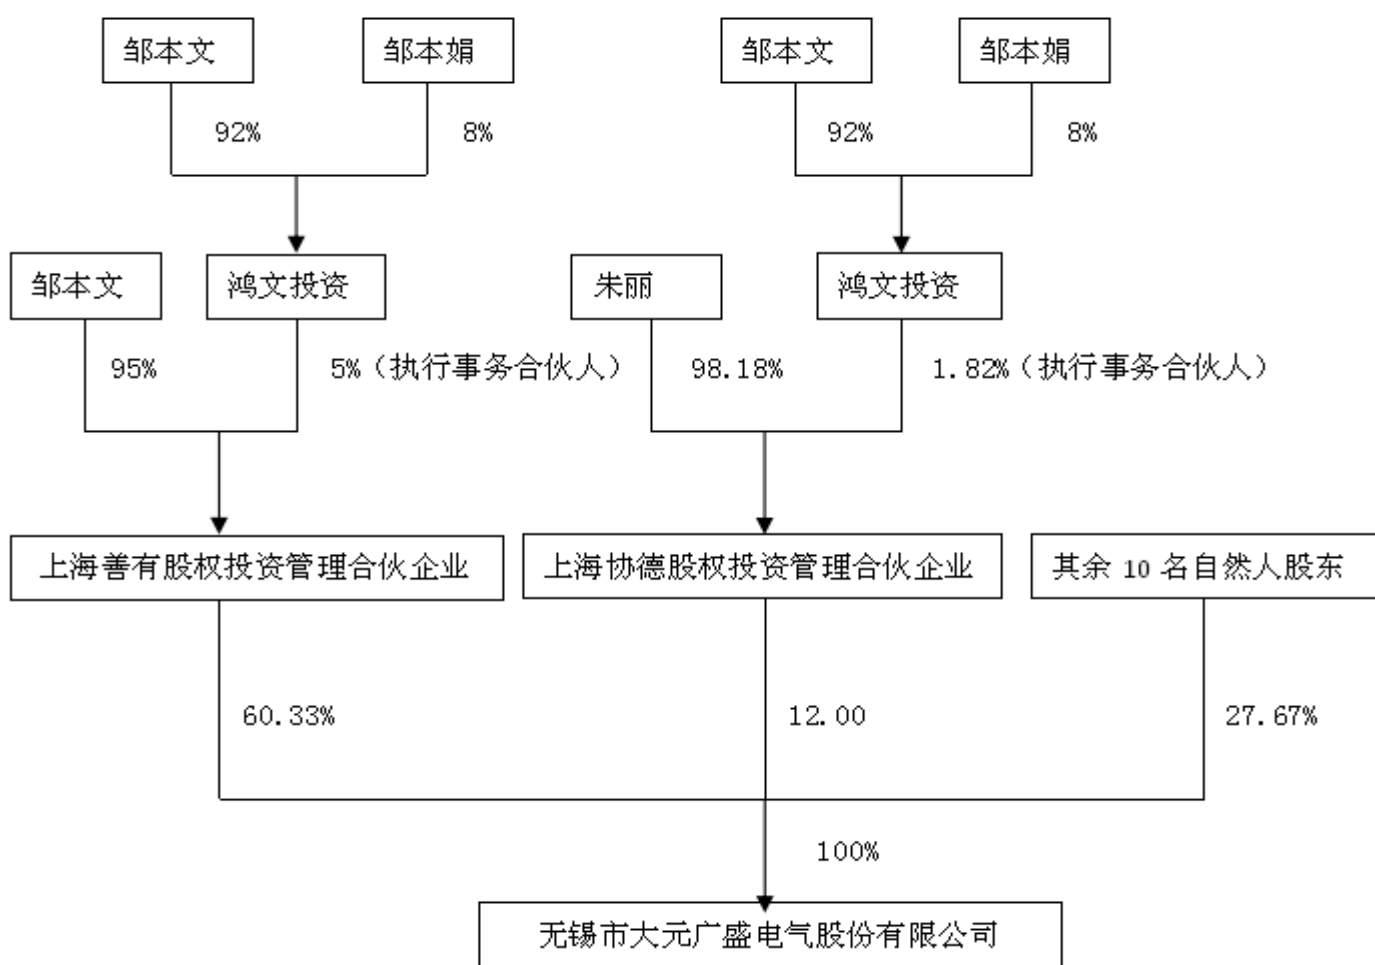 邹本文 邹本娟 邹本文 邹本娟
92% 8% 92% 8%
邹本文 鸿文投资 朱丽 鸿文投资
95% 5%（执行事务合伙人） 98.18% 1.82%（执行事务合伙人）
上海善有股权投资管理合伙企业 上海协德股权投资管理合伙企业 其余 10 名自然人股东
60.33% 12.00 27.67%
100%
无锡市大元广盛电气股份有限公司